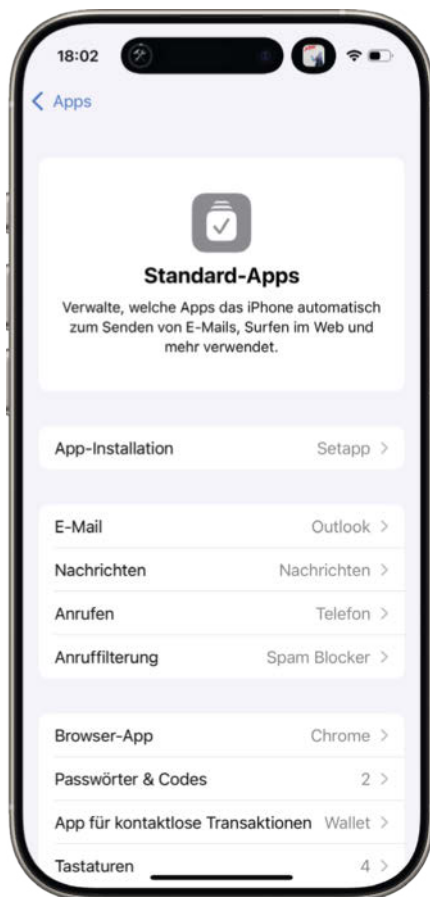 18:02
Apps
Standard-Apps
Verwalte, welche Apps das iPhone automatisch
zum Senden von E-Mails, Surfen im Web und
mehr verwendet.
App-Installation Setapp
E-Mail Outlook
Nachrichten Nachrichten
Anrufen Telefon
Anruffilterung Spam Blocker
Browser-App Chrome
Passwörter & Codes 2
App für kontaktlose Transaktionen Wallet
Tastaturen 4